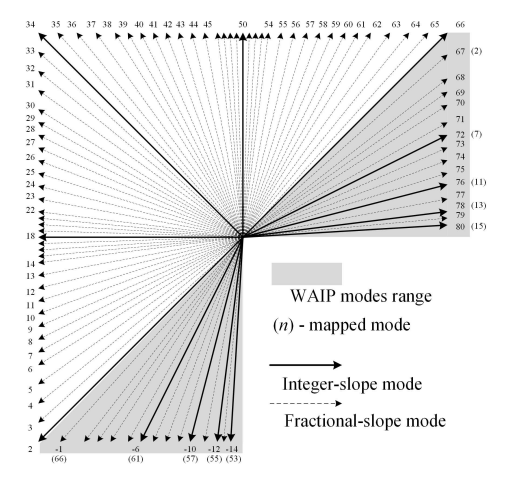 34 35 36 37 38 39 40 41 42 43 44 45 50 54 55 56 57 58 59 60 61 62 63 64 65 66
33 67 (2)
32 68
31 69
30 70
29 71
28 72 (7)
27 73
26 74
25 75
24 76 (11)
23 77
22 78 (13)
79
18 80 (15)
14
13
12
11
10
9
8
7
6
5
4
3
2
-1 -6 -10 -12 -14
(66) (61) (57) (55) (53)
WAIP modes range
(n) - mapped mode
Integer-slope mode
Fractional-slope mode